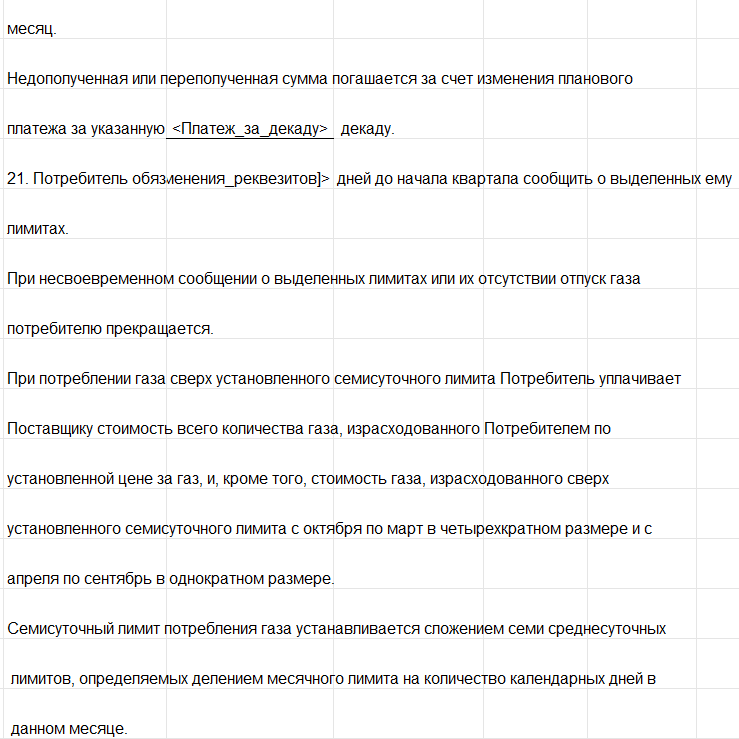 месяц.
Недополученная или переполученная сумма погашается за счет изменения планового
платежа за указанную <Платеж_за_декаду> декаду.
21. Потребитель обязменения_реквезитов]> дней до начала квартала сообщить о выделенных ему
лимитах.
При несвоевременном сообщении о выделенных лимитах или их отсутствии отпуск газа
потребителю прекращается.
При потреблении газа сверх установленного семисуточного лимита Потребитель уплачивает
Поставщику стоимость всего количества газа, израсходованного Потребителем по
установленной цене за газ, и, кроме того, стоимость газа, израсходованного сверх
установленного семисуточного лимита с октября по март в четырехкратном размере и с
апреля по сентябрь в однократном размере.
Семисуточный лимит потребления газа устанавливается сложением семи среднесуточных
лимитов, определяемых делением месячного лимита на количество календарных дней в
данном месяце.